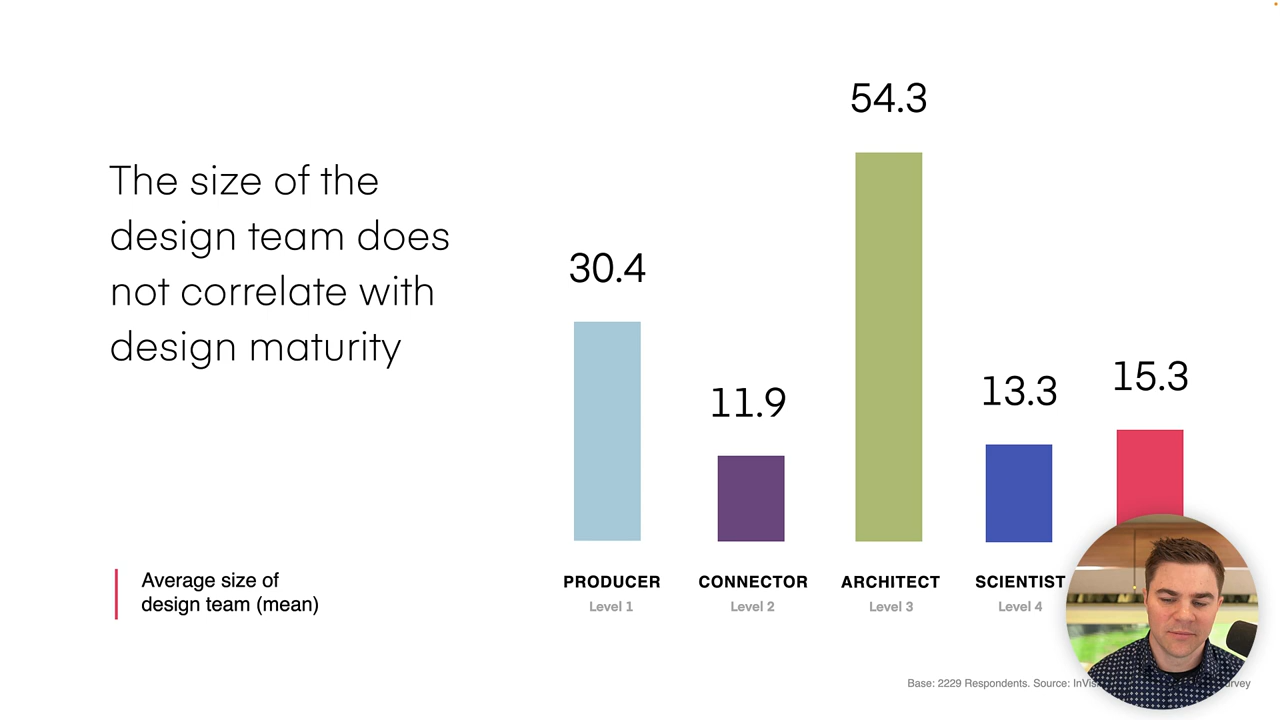 The size of the
design team does
not correlate with
design maturity
54.3
30.4
11.9
13.3
15.3
PRODUCER
CONNECTOR
ARCHITECT
SCIENTIST
Level 1
Level 2
Level 3
Level 4
Average size of
design team (mean)
Base: 2229 Respondents. Source: